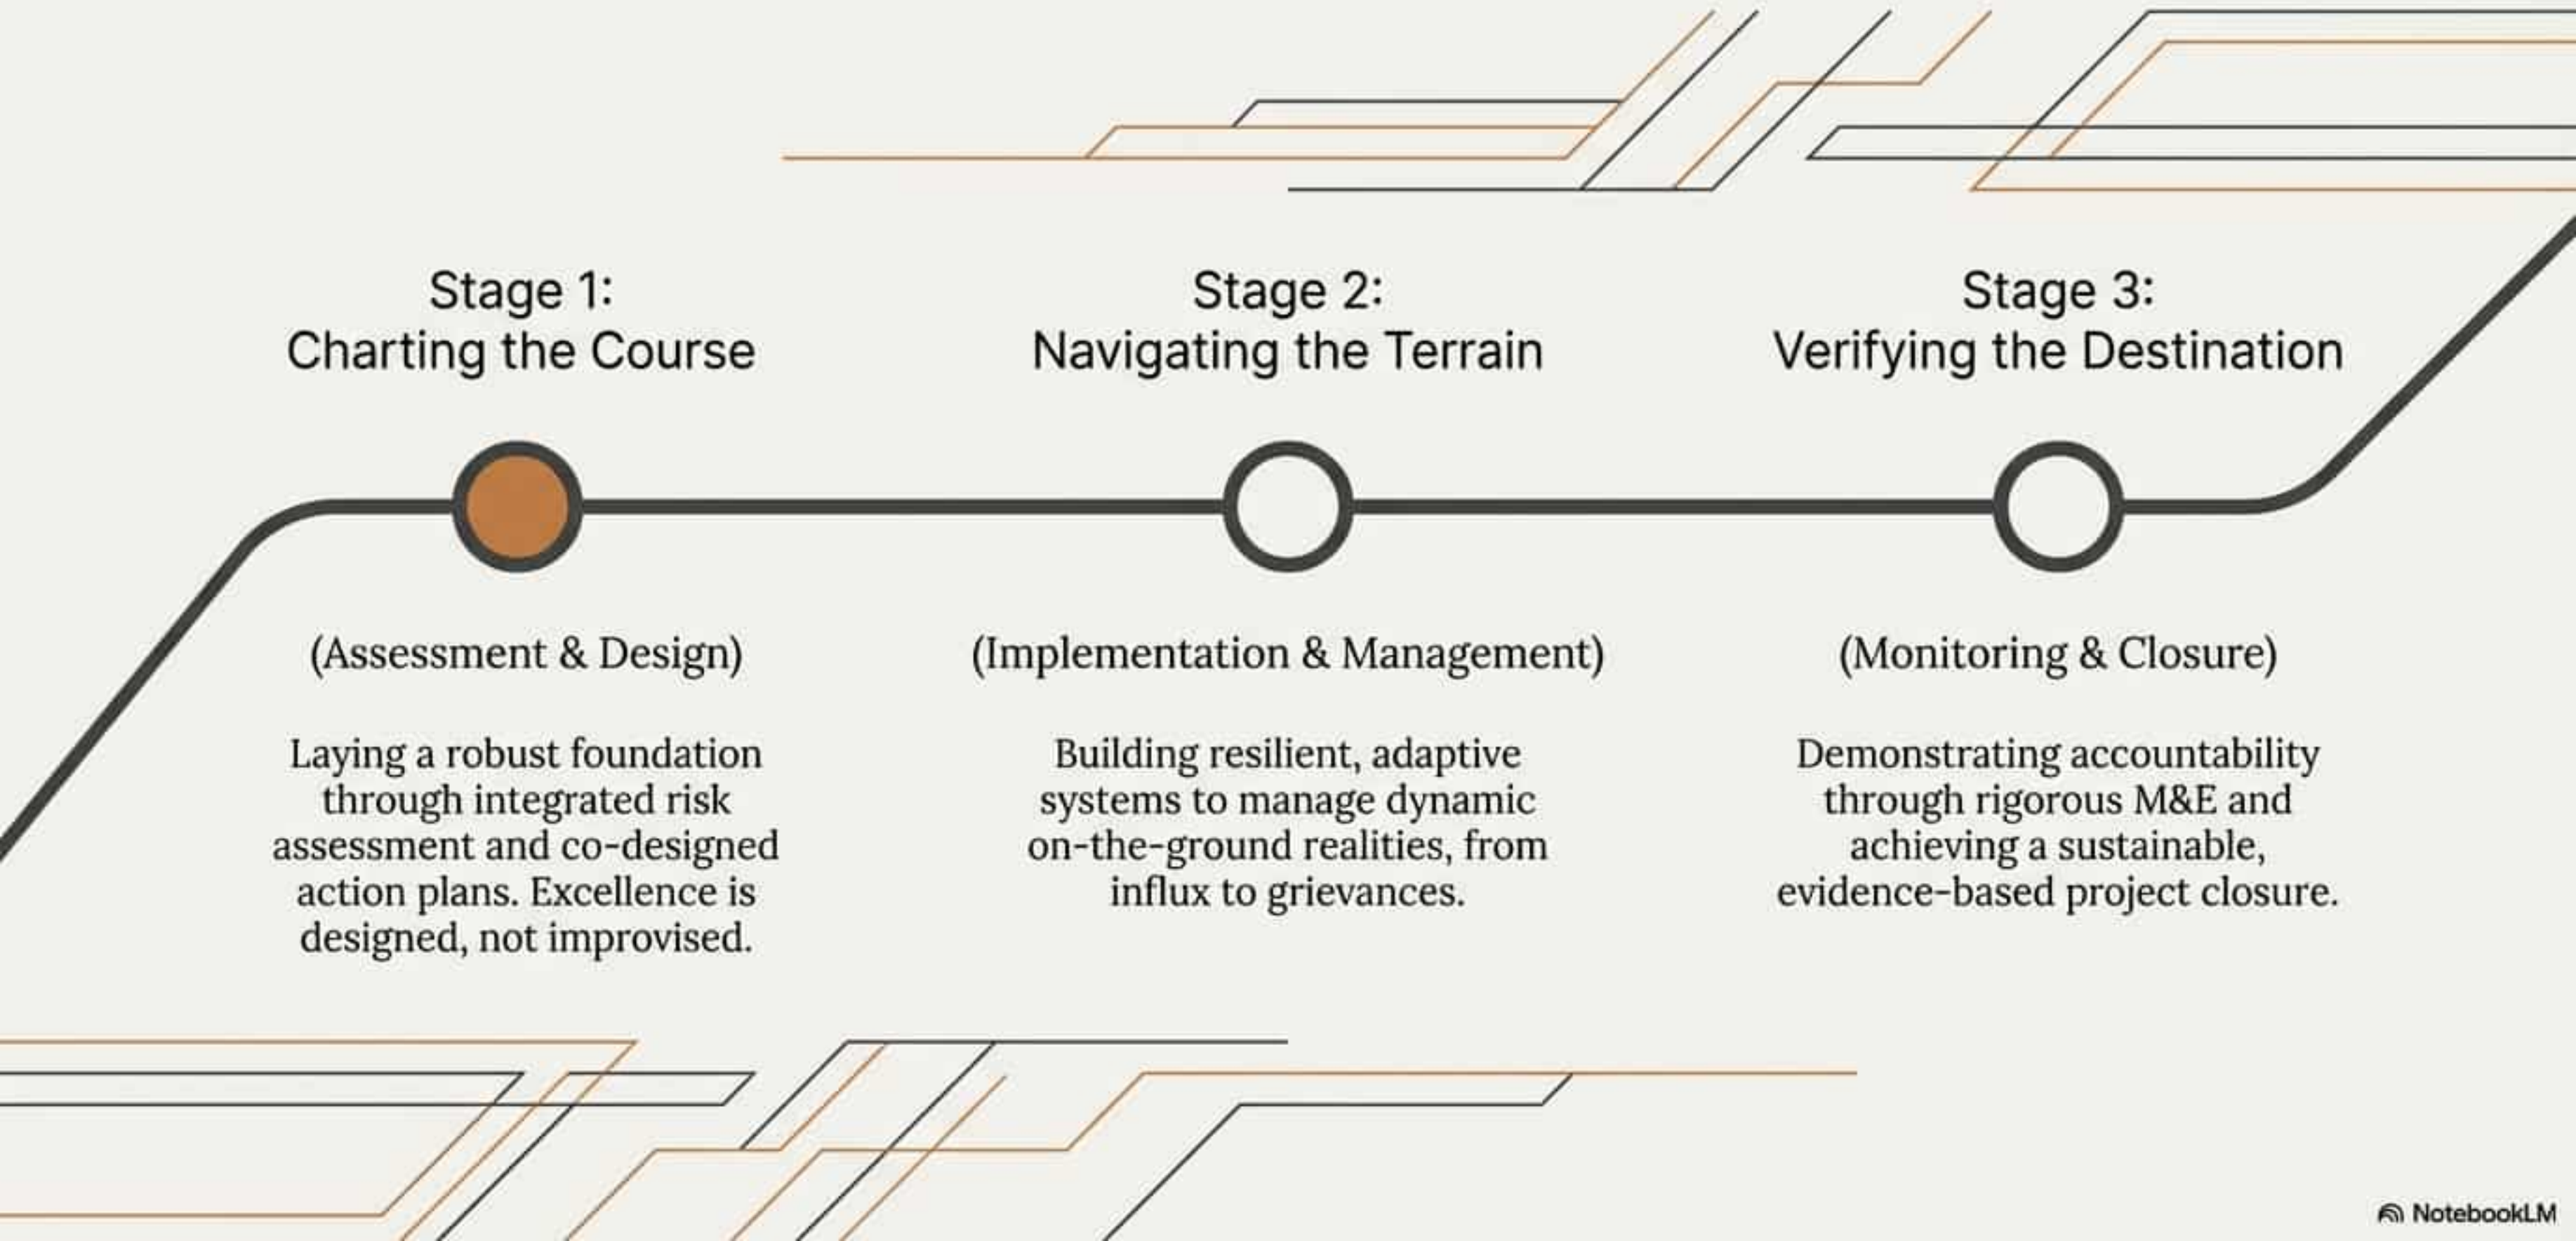 Stage 1:
Charting the Course
(Assessment & Design)
Laying a robust foundation
through integrated risk
assessment and co-designed
action plans. Excellence is
designed, not improvised.
Stage 2:
Navigating the Terrain
(Implementation & Management)
Building resilient, adaptive
systems to manage dynamic
on-the-ground realities, from
influx to grievances.
Stage 3:
Verifying the Destination
(Monitoring & Closure)
Demonstrating accountability
through rigorous M&E and
achieving a sustainable,
evidence-based project closure.
NotebookLM